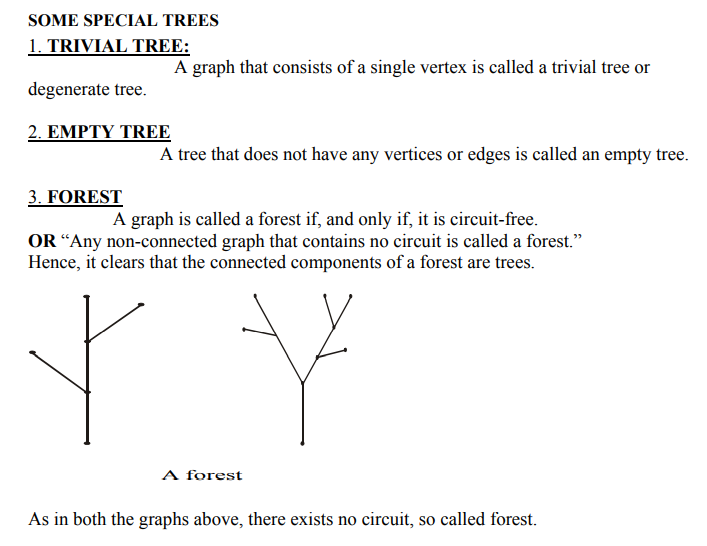 SOME SPECIAL TREES
1. TRIVIAL TREE:
A graph that consists of a single vertex is called a trivial tree or
degenerate tree.
2. EMPTY TREE
A tree that does not have any vertices or edges is called an empty tree.
3. FOREST
A graph is called a forest if, and only if, it is circuit-free.
OR “Any non-connected graph that contains no circuit is called a forest.”
Hence, it clears that the connected components of a forest are trees.
A forest
As in both the graphs above, there exists no circuit, so called forest.